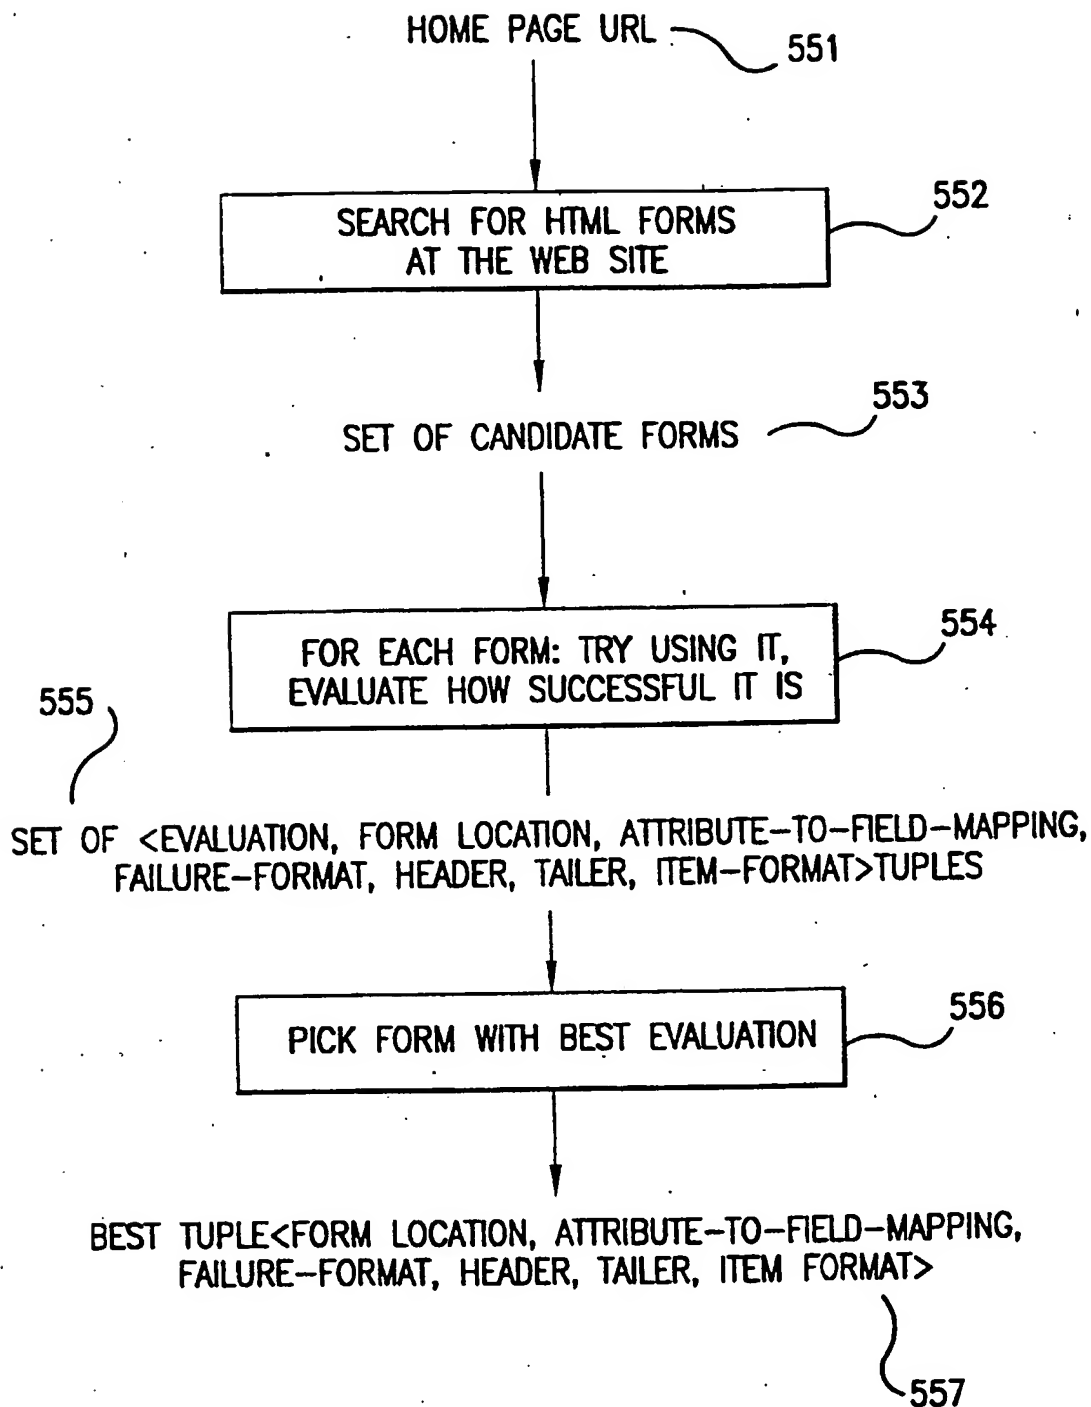 HOME PAGE URL
551
SEARCH FOR HTML FORMS
AT THE WEB SITE
552
SET OF CANDIDATE FORMS
553
FOR EACH FORM: TRY USING IT,
EVALUATE HOW SUCCESSFUL IT IS
554
555
SET OF <EVALUATION, FORM LOCATION, ATTRIBUTE-TO-FIELD-MAPPING,
FAILURE-FORMAT, HEADER, TAILER, ITEM-FORMAT>TUPLES
PICK FORM WITH BEST EVALUATION
556
BEST TUPLE<FORM LOCATION, ATTRIBUTE-TO-FIELD-MAPPING,
FAILURE-FORMAT, HEADER, TAILER, ITEM FORMAT>
557